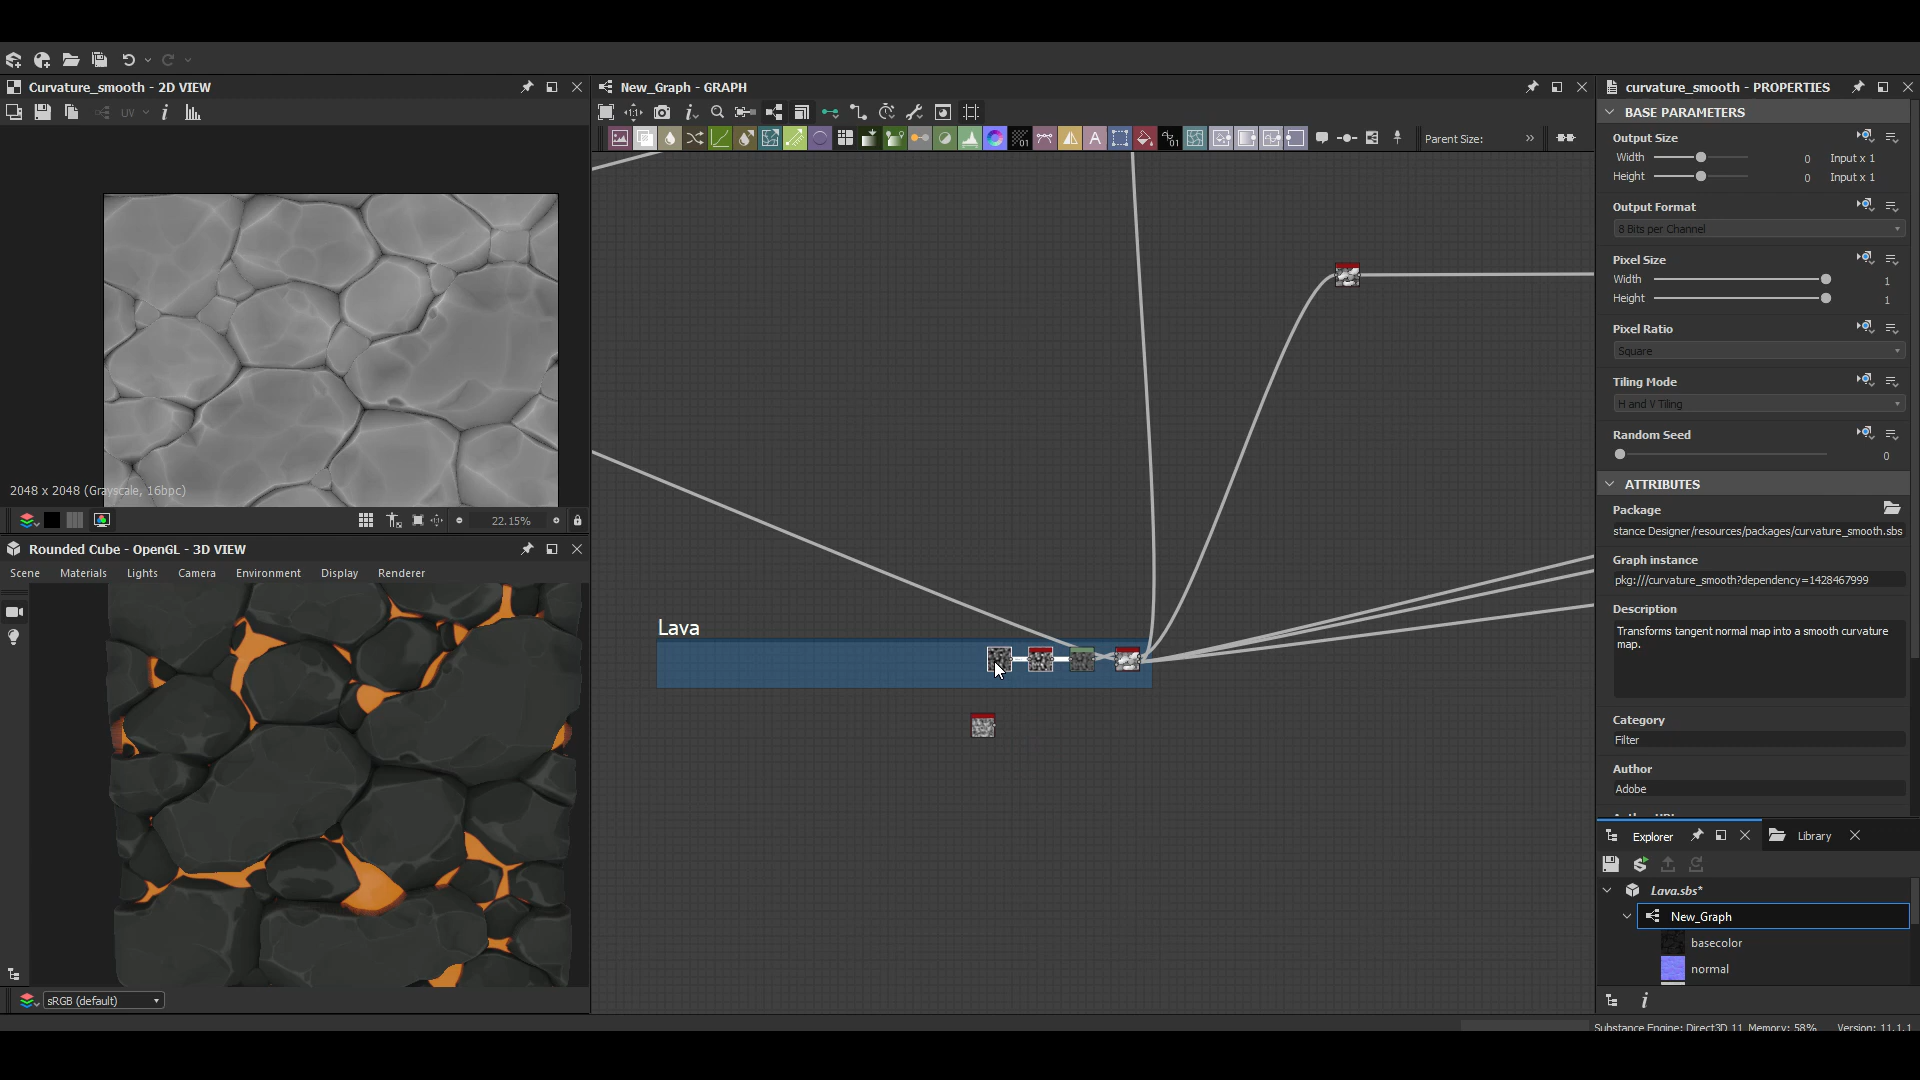 Curvature_smooth - 2D VIEW
UV
2048 x 2048 (Grayscale, 16bpc)
22.15%
Rounded Cube - OpenGL - 3D VIEW
Scene Materials Lights Camera Environment Display Renderer
sRGB (default)
New_Graph - GRAPH
Parent Size:
Lava
curvature_smooth - PROPERTIES
BASE PARAMETERS
Output Size
Width 0 Input x 1
Height 0 Input x 1
Output Format
8 Bits per Channel
Pixel Size
Width 1
Height 1
Pixel Ratio
Square
Tiling Mode
H and V Tiling
Random Seed
0
ATTRIBUTES
Package
stance Designer/resources/packages/curvature_smooth.sbs
Graph instance
pkg:///curvature_smooth?dependency=1428467999
Description
Transforms tangent normal map into a smooth curvature
map.
Category
Filter
Author
Adobe
Explorer Library
Lava.sbs*
New_Graph
basecolor
normal
Substance Engine: Direct3D 11 Memory: 58% Version: 11.1.1